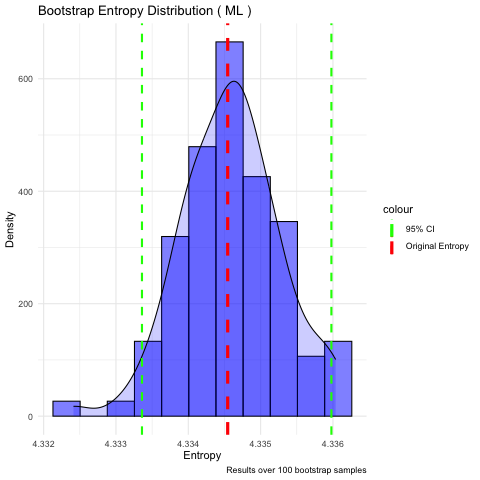 Bootstrap Entropy Distribution ( ML )
600
400
200
0
Density
4.332
4.333
4.334
4.335
4.336
Entropy
Results over 100 bootstrap samples
colour
95% CI
Original Entropy